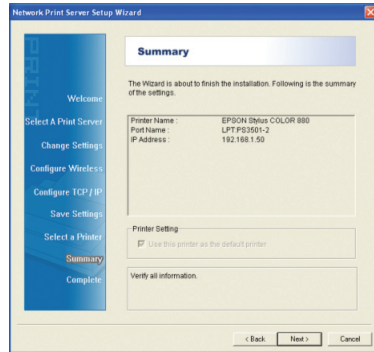 Network Print Server Setup Wizard
PRINT
Summary
The Wizard is about to finish the installation. Following is the summary
of the settings.
Welcome
Select A Print Server
Change Settings
Configure Wireless
Configure TCP / IP
Save Settings
Select a Printer
Summary
Complete
Printer Name : EPSON Stylus COLOR 880
Port Name : LPT:PS3501-2
IP Address : 192.168.1.50
Printer Setting
Use this printer as the default printer
Verify all information.
< Back Next > Cancel